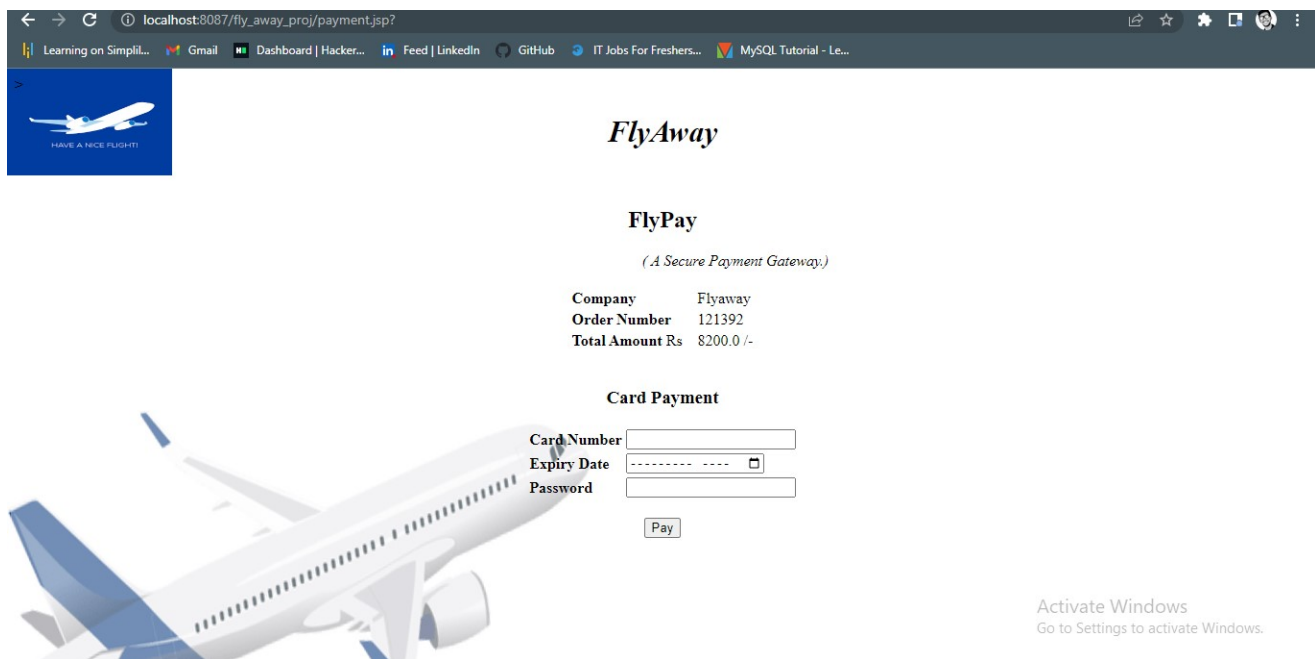 localhost:8087/fly_away_proj/payment.jsp?
Learning on Simplil... Gmail Dashboard | Hacker... Feed | LinkedIn GitHub IT Jobs For Freshers... MySQL Tutorial - Le...
>
HAVE A NICE FLIGHT!
FlyAway
FlyPay
( A Secure Payment Gateway.)
Company Flyaway
Order Number 121392
Total Amount Rs 8200.0 /-
Card Payment
Card Number
Expiry Date --------- ----
Password
Pay
Activate Windows
Go to Settings to activate Windows.